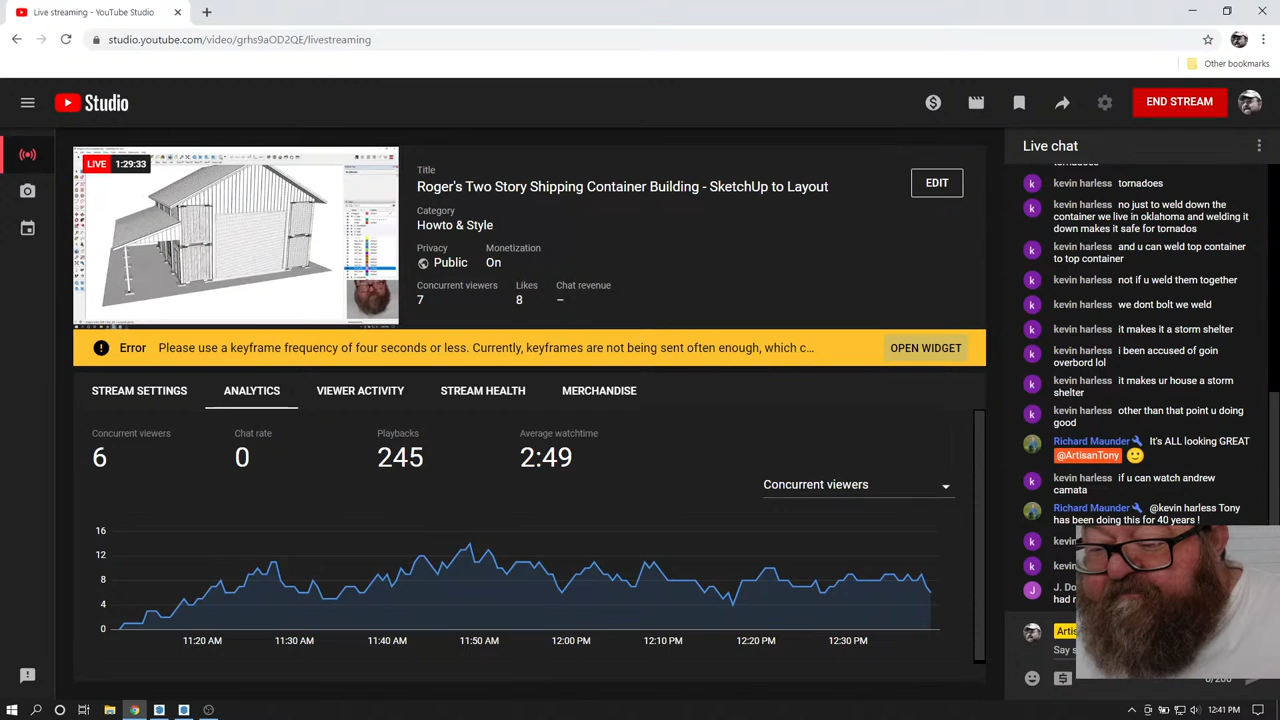 Live streaming - YouTube Studio
studio.youtube.com/video/grhs9aOD2QE/livestreaming
Other bookmarks
Studio
END STREAM
LIVE 1:29:33
Title
Roger's Two Story Shipping Container Building - SketchUp to Layout
EDIT
Category
Howto & Style
Privacy
Monetization
Public
On
Concurrent viewers
Likes
Chat revenue
7
8
–
Error Please use a keyframe frequency of four seconds or less. Currently, keyframes are not being sent often enough, which c...
OPEN WIDGET
STREAM SETTINGS
ANALYTICS
VIEWER ACTIVITY
STREAM HEALTH
MERCHANDISE
Concurrent viewers
Chat rate
Playbacks
Average watchtime
6
0
245
2:49
Concurrent viewers
16
12
8
4
0
11:20 AM
11:30 AM
11:40 AM
11:50 AM
12:00 PM
12:10 PM
12:20 PM
12:30 PM
Live chat
tornadoes
kevin harless tornados
kevin harless no just to weld down the
container we live in oklahoma and welding it
down makes it safe for tornados
kevin harless and u can weld top container
to top container
kevin harless not if u weld them together
kevin harless we dont bolt we weld
kevin harless it makes it a storm shelter
kevin harless i been accused of goin
overbord lol
kevin harless it makes ur house a storm
shelter
kevin harless other than that point u doing
good
Richard Maunder It's ALL looking GREAT
@ArtisanTony
kevin harless if u can watch andrew
camata
Richard Maunder @kevin harless Tony
has been doing this for 40 years !
kevin
kevin
J. Do
had n
Artis
Say s
0/200
12:41 PM